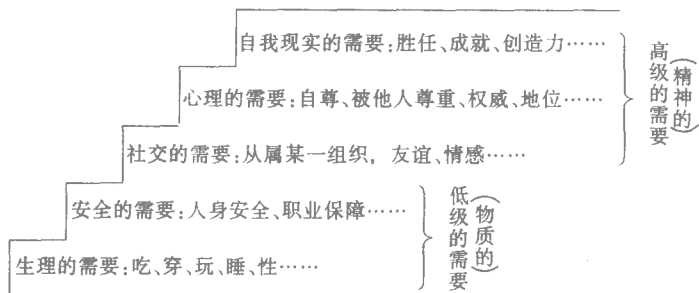 自我现实的需要:胜任、成就、创造力……
心理的需要:自尊、被他人尊重、权威、地位……
社交的需要:从属某一组织，友谊、情感……
高级的需要
(精神的)
安全的需要:人身安全、职业保障……
生理的需要:吃、穿、玩、睡、性……
低级的需要
(物质的)